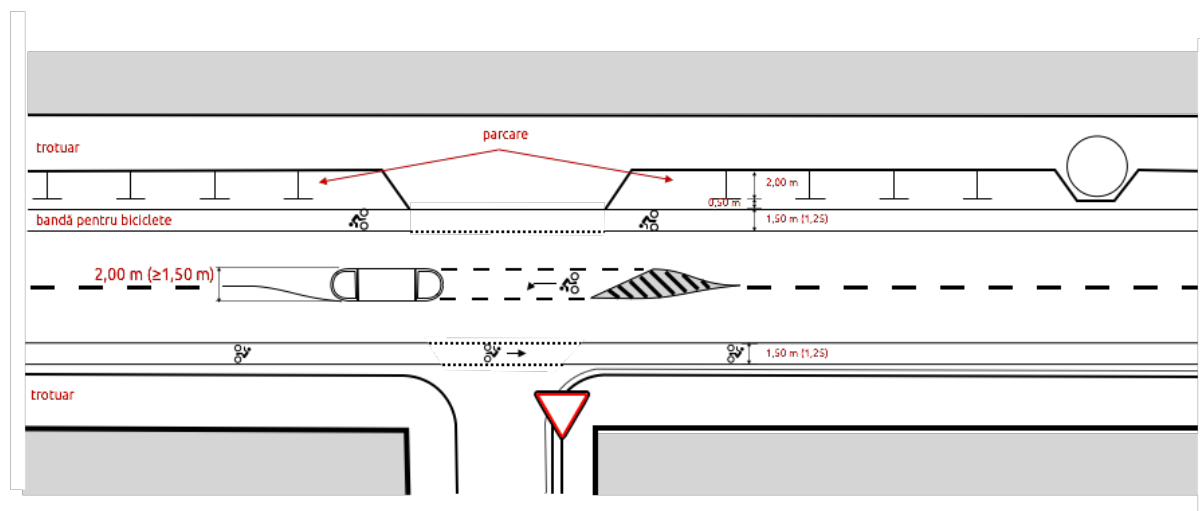 parcare
trotuar
2,00 m
0,50 m
bandă pentru biciclete
1,50 m (1,25)
2,00 m (≥1,50 m)
1,50 m (1,25)
trotuar